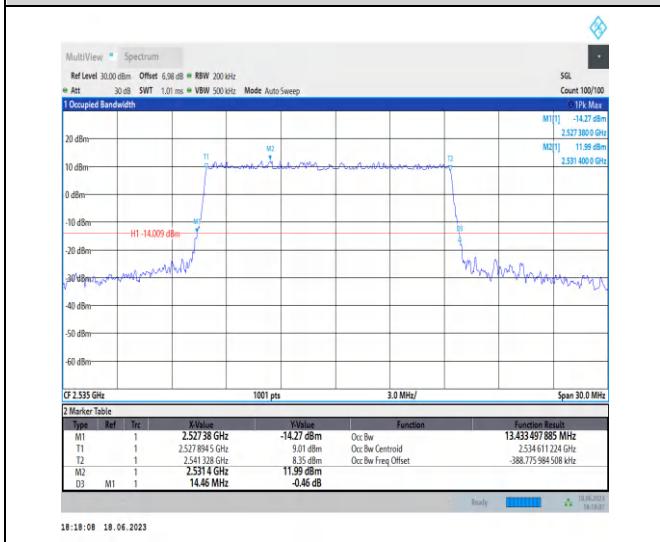 MultiView Spectrum
Ref Level 30.00 dBm Offset 6.98 dB RBW 200 kHz SGL
Att 30 dB SWT 1.01 ms VBW 500 kHz Mode Auto Sweep Count 100/100
1 Occupied Bandwidth 1Pk Max
M1[1] -14.27 dBm
2.527 380 0 GHz
M2[1] 11.99 dBm
2.531 400 0 GHz
20 dBm
T1 M2 T2
10 dBm
0 dBm
-10 dBm
M1
D3
H1 -14.009 dBm
-20 dBm
-30 dBm
-40 dBm
-50 dBm
-60 dBm
CF 2.535 GHz 1001 pts 3.0 MHz/ Span 30.0 MHz
2 Marker Table
Type Ref Trc X-Value Y-Value Function Function Result
M1 1 2.527 38 GHz -14.27 dBm Occ Bw 13.433 497 885 MHz
T1 1 2.527 894 5 GHz 9.01 dBm Occ Bw Centroid 2.534 611 224 GHz
T2 1 2.541 328 GHz 8.35 dBm Occ Bw Freq Offset -388.775 984 508 kHz
M2 1 2.531 4 GHz 11.99 dBm
D3 M1 1 14.46 MHz -0.46 dB
Ready 18.06.2023
18:18:07
18:18:08 18.06.2023